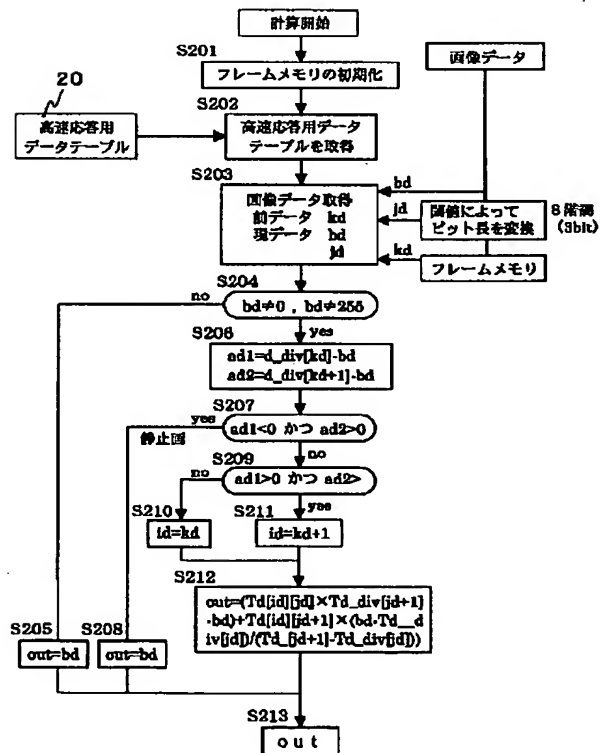 計算開始
S201
フレームメモリの初期化
画像データ
20
S202
高速応答用
データテーブル
高速応答用データ
テーブルを取得
S203
bd
画像データ取得
前データ kd
現データ bd
jd
jd
閾値によって
ビット長を変換
8階調
(3bit)
kd
フレームメモリ
S204
no
bd≠0 , bd≠255
yes
S206
ad1=d_div[kd]-bd
ad2=d_div[kd+1]-bd
S207
yes
静止画
ad1<0 かつ ad2>0
no
S209
no
ad1>0 かつ ad2>
yes
S210
S211
id=kd
id=kd+1
S212
out=(Td[id][jd]×Td_div[jd+1]
-bd)+Td[id][jd+1]×(bd-Td__d
iv[jd])/(Td_[jd+1]-Td_div[jd]))
S205
S208
out=bd
out=bd
S213
out